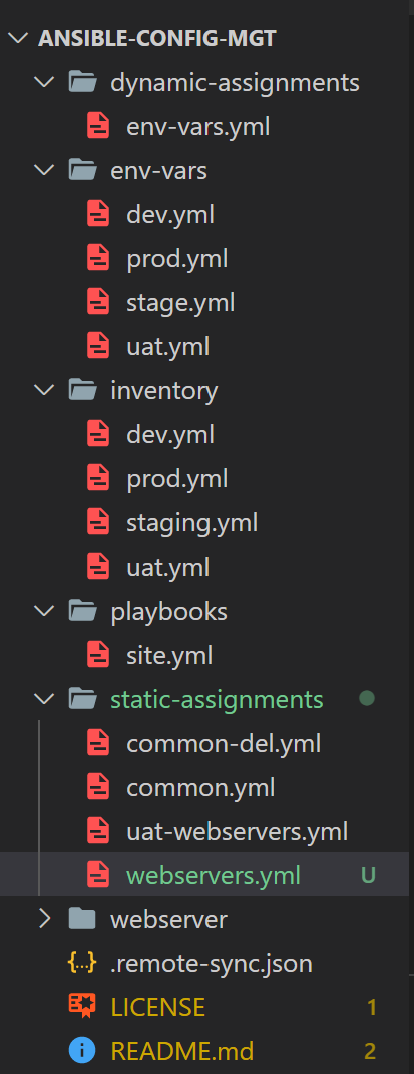 ANSIBLE-CONFIG-MGT
dynamic-assignments
env-vars.yml
env-vars
dev.yml
prod.yml
stage.yml
uat.yml
inventory
dev.yml
prod.yml
staging.yml
uat.yml
playbooks
site.yml
static-assignments
common-del.yml
common.yml
uat-webservers.yml
webservers.yml U
webserver
{..} .remote-sync.json
LICENSE 1
README.md 2